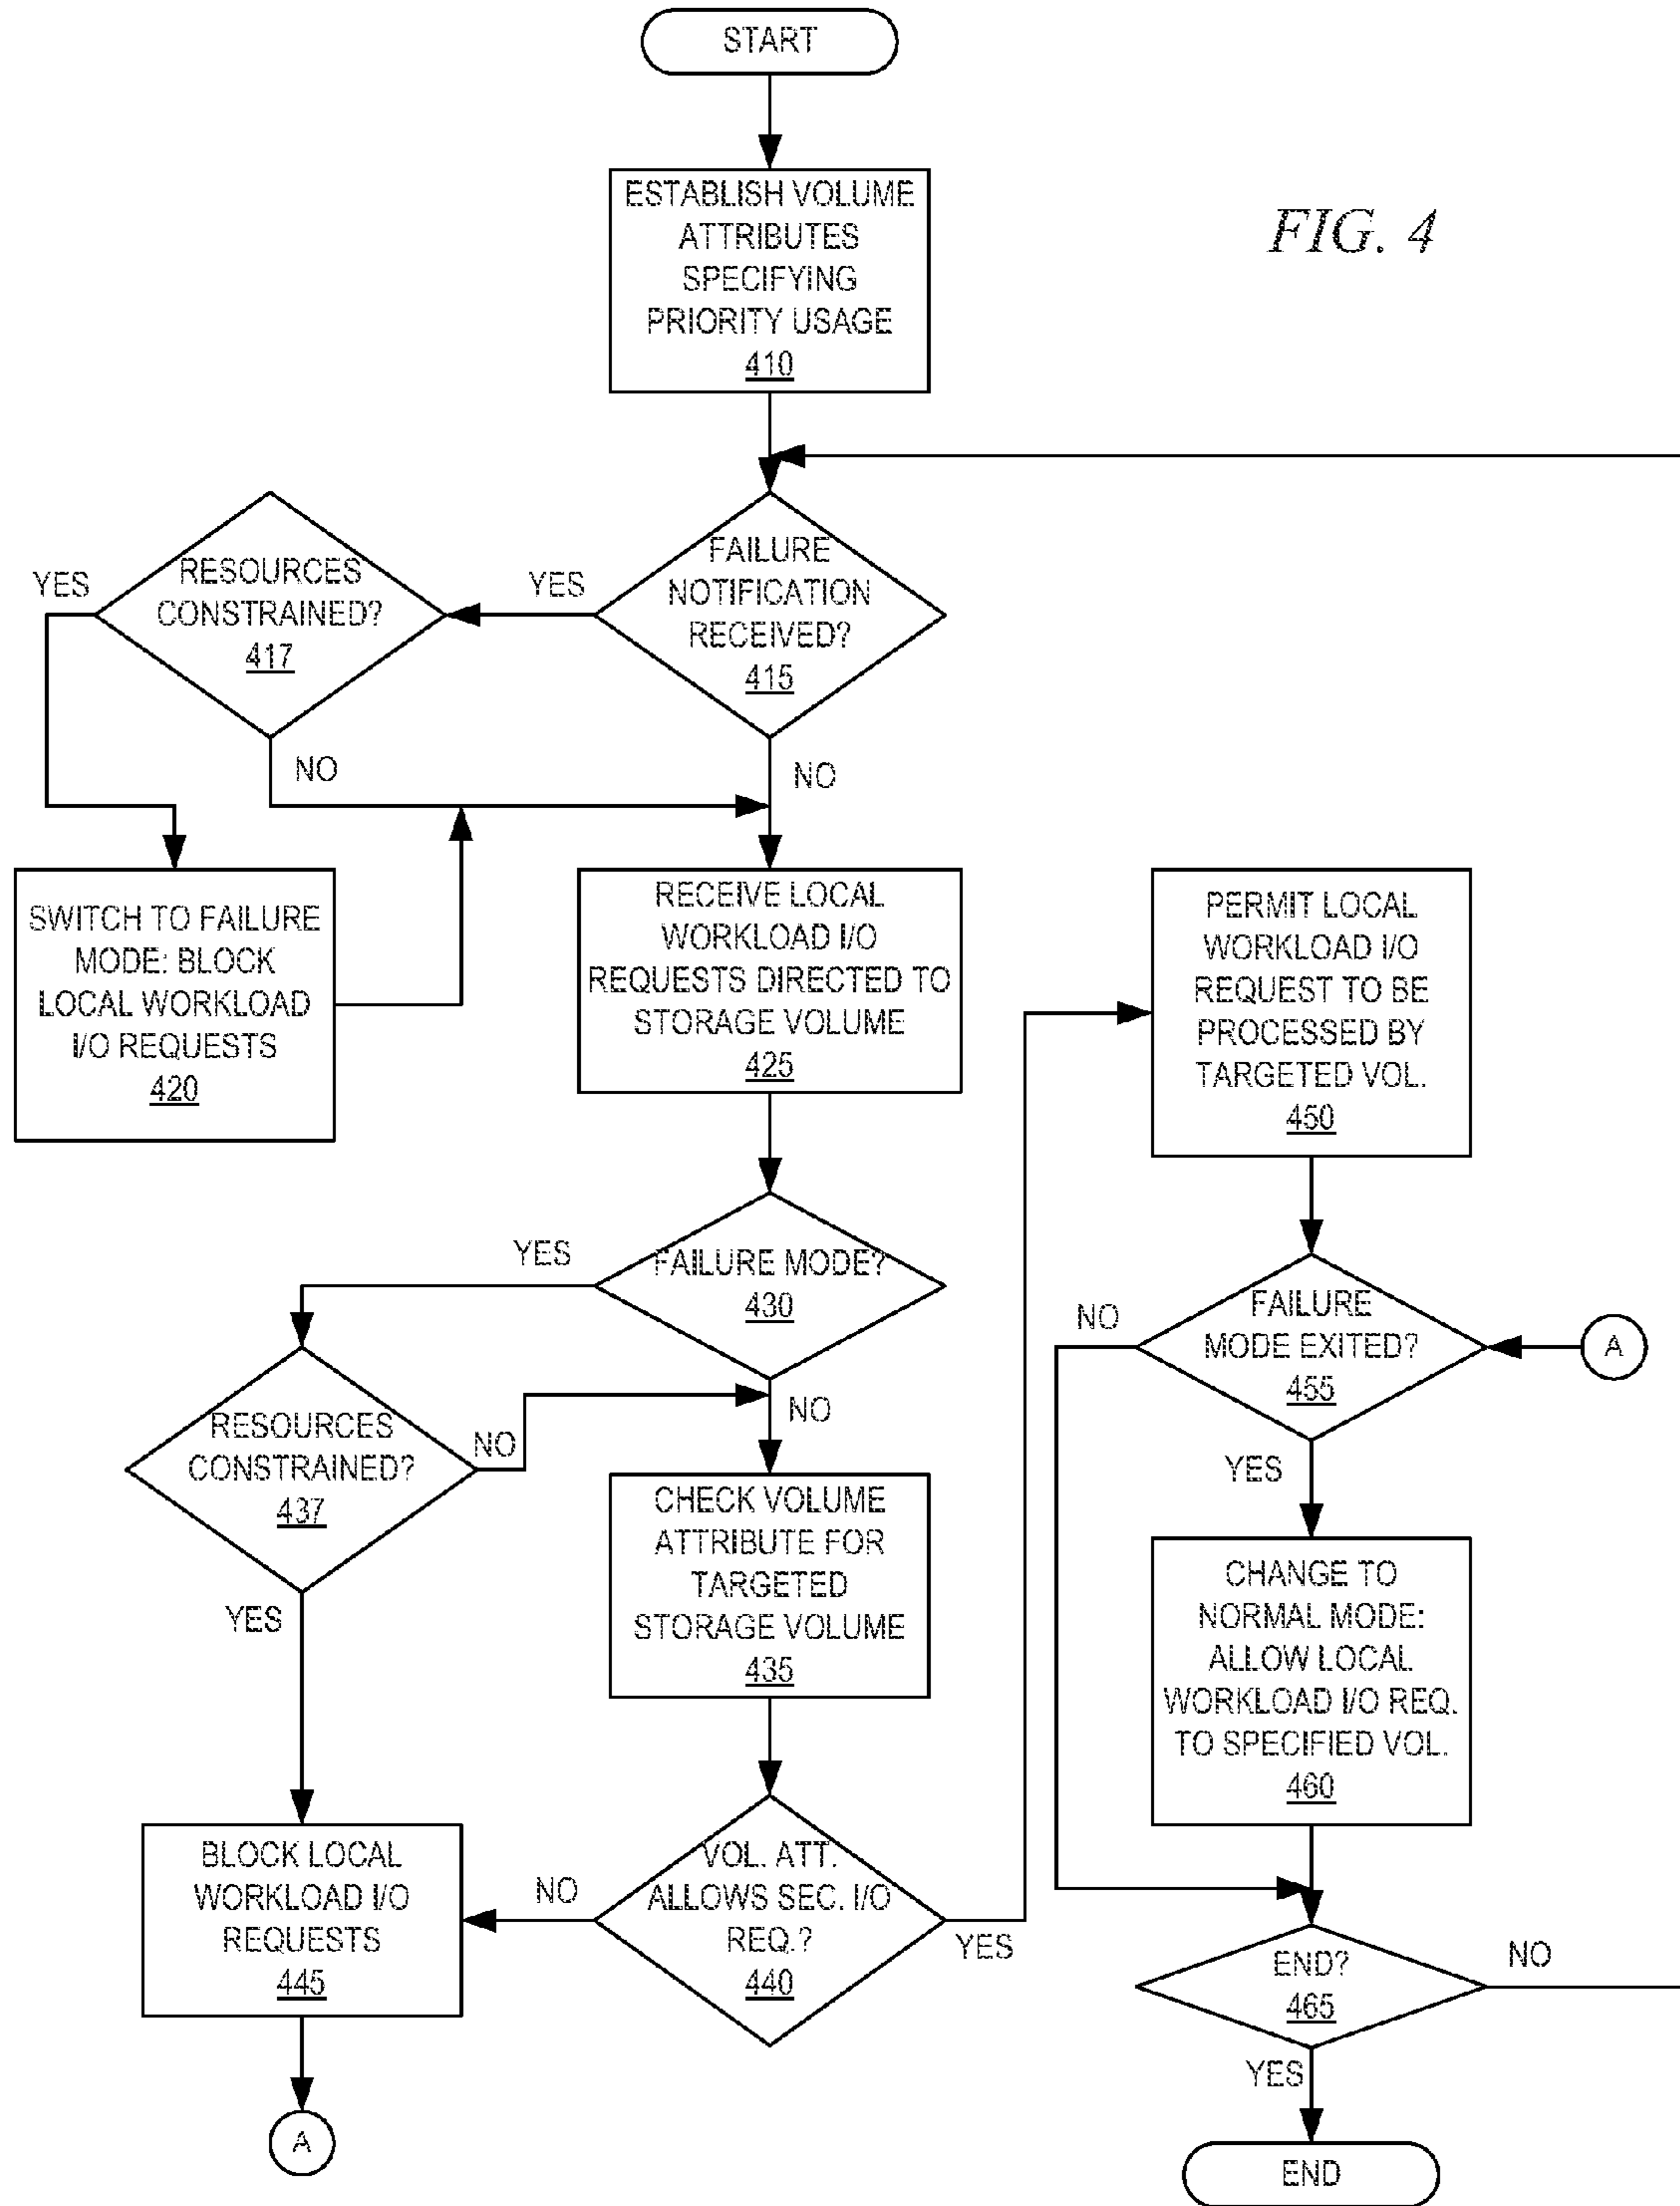 START
ESTABLISH VOLUME
ATTRIBUTES
SPECIFYING
PRIORITY USAGE
410
FIG. 4
FAILURE
NOTIFICATION
RECEIVED?
415
YES
NO
RESOURCES
CONSTRAINED?
417
YES
NO
SWITCH TO FAILURE
MODE: BLOCK
LOCAL WORKLOAD
I/O REQUESTS
420
RECEIVE LOCAL
WORKLOAD I/O
REQUESTS DIRECTED TO
STORAGE VOLUME
425
FAILURE MODE?
430
YES
NO
RESOURCES
CONSTRAINED?
437
NO
YES
CHECK VOLUME
ATTRIBUTE FOR
TARGETED
STORAGE VOLUME
435
VOL. ATT.
ALLOWS SEC. I/O
REQ.?
440
NO
YES
BLOCK LOCAL
WORKLOAD I/O
REQUESTS
445
A
PERMIT LOCAL
WORKLOAD I/O
REQUEST TO BE
PROCESSED BY
TARGETED VOL.
450
FAILURE
MODE EXITED?
455
A
NO
YES
CHANGE TO
NORMAL MODE:
ALLOW LOCAL
WORKLOAD I/O REQ.
TO SPECIFIED VOL.
460
END?
465
NO
YES
END